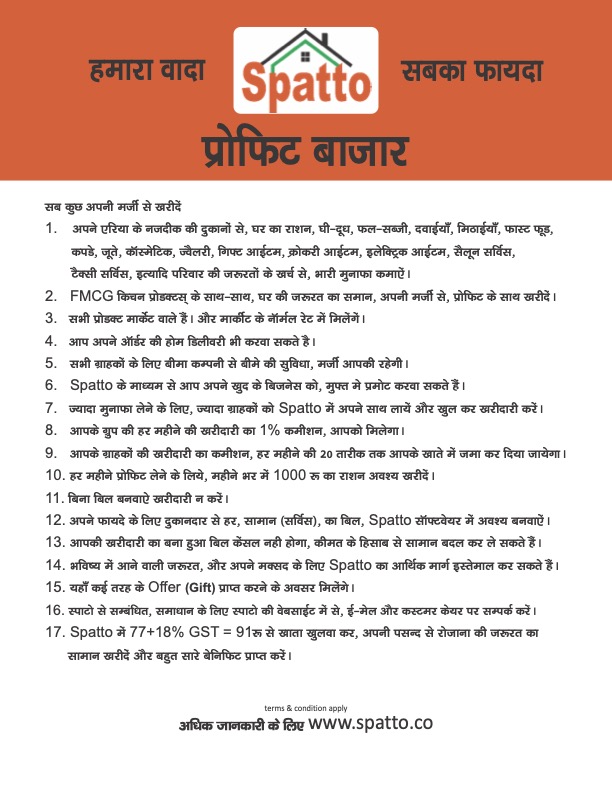 हमारा वादा
Spatto
सबका फायदा
प्रोफिट बाजार
सब कुछ अपनी मर्जी से खरीदें
1. अपने एरिया के नजदीक की दुकानों से, घर का राशन, घी-दूध, फल-सब्जी, दवाईयाँ, मिठाईयाँ, फास्ट फूड,
कपडे, जूते, कॉस्मेटिक, ज्वैलरी, गिफ्ट आईटम, क्रोकरी आईटम, इलेक्ट्रिक आईटम, सैलून सर्विस,
टैक्सी सर्विस, इत्यादि परिवार की जरूरतों के खर्च से, भारी मुनाफा कमाऐं।
2. FMCG किचन प्रोडक्टस् के साथ-साथ, घर की जरूरत का समान, अपनी मर्जी से, प्रोफिट के साथ खरीदें।
3. सभी प्रोडक्ट मार्केट वाले हैं। और मार्कीट के नॉर्मल रेट में मिलेंगें।
4. आप अपने ऑर्डर की होम डिलीवरी भी करवा सकते है।
5. सभी ग्राहकों के लिए बीमा कम्पनी से बीमे की सुविधा, मर्जी आपकी रहेगी।
6. Spatto के माध्यम से आप अपने खुद के बिजनेस को, मुफ्त मे प्रमोट करवा सकते हैं।
7. ज्यादा मुनाफा लेने के लिए, ज्यादा ग्राहकों को Spatto में अपने साथ लायें और खुल कर खरीदारी करें।
8. आपके ग्रुप की हर महीने की खरीदारी का 1% कमीशन, आपको मिलेगा।
9. आपके ग्राहकों की खरीदारी का कमीशन, हर महीने की 20 तारीक तक आपके खाते में जमा कर दिया जायेगा।
10. हर महीने प्रोफिट लेने के लिये, महीने भर में 1000 रू का राशन अवश्य खरीदें।
11. बिना बिल बनवाऐ खरीदारी न करें।
12. अपने फायदे के लिए दुकानदार से हर, सामान (सर्विस), का बिल, Spatto सॉफ्टवेयर में अवश्य बनवाऐं।
13. आपकी खरीदारी का बना हुआ बिल केंसल नही होगा, कीमत के हिसाब से सामान बदल कर ले सकते हैं।
14. भविष्य में आने वाली जरूरत, और अपने मक्सद के लिए Spatto का आर्थिक मार्ग इस्तेमाल कर सकते हैं।
15. यहाँ कई तरह के Offer (Gift) प्राप्त करने के अवसर मिलेंगे।
16. स्पाटो से सम्बंधित, समाधान के लिए स्पाटो की वेबसाईट में से, ई-मेल और कस्टमर केयर पर सम्पर्क करें।
17. Spatto में 77+18% GST = 91रू से खाता खुलवा कर, अपनी पसन्द से रोजाना की जरूरत का
सामान खरीदें और बहुत सारे बेनिफिट प्राप्त करें।
terms & condition apply
अधिक जानकारी के लिए www.spatto.co